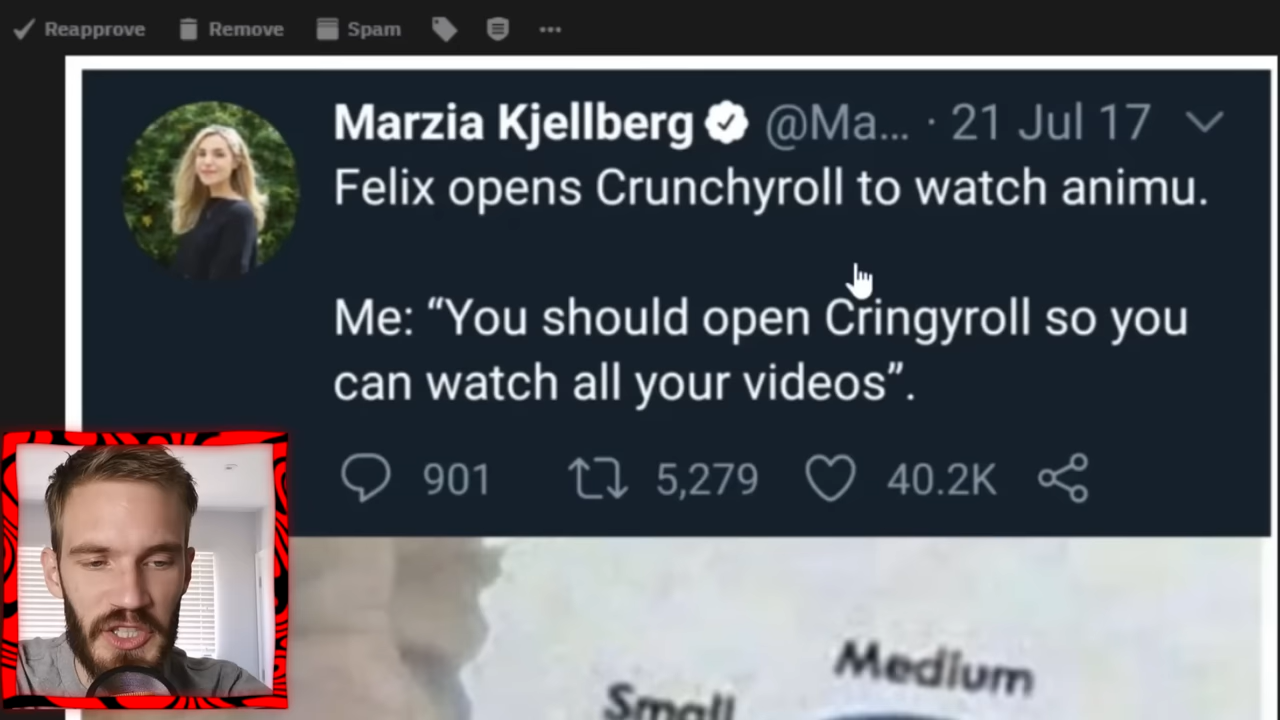 Reapprove Remove Spam
Marzia Kjellberg @Ma... · 21 Jul 17
Felix opens Crunchyroll to watch animu.
Me: “You should open Cringyroll so you
can watch all your videos”.
901 5,279 40.2K
Medium
Small